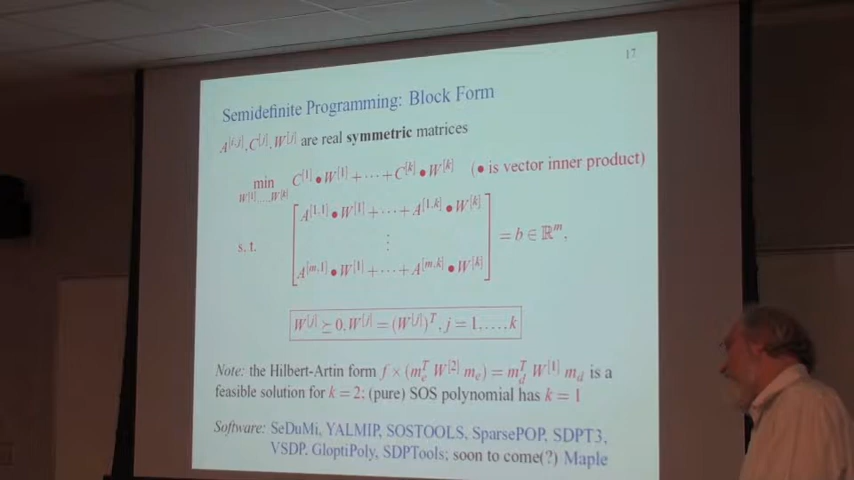 17
Semidefinite Programming: Block Form
A^[i,j], C^[j], W^[j] are real symmetric matrices
min C^[1] • W^[1] + ⋯ + C^[k] • W^[k] (• is vector inner product)
W^[1],…,W^[k]
A^[1,1] • W^[1] + ⋯ + A^[1,k] • W^[k]
s. t. ⋮ = b ∈ ℝ^m,
A^[m,1] • W^[1] + ⋯ + A^[m,k] • W^[k]
W^[j] ⪰ 0, W^[j] = (W^[j])^T, j = 1,…,k
Note: the Hilbert-Artin form f × (m_e^T W^[2] m_e) = m_d^T W^[1] m_d is a
feasible solution for k = 2; (pure) SOS polynomial has k = 1
Software: SeDuMi, YALMIP, SOSTOOLS, SparsePOP, SDPT3,
VSDP, GloptiPoly, SDPTools; soon to come(?) Maple